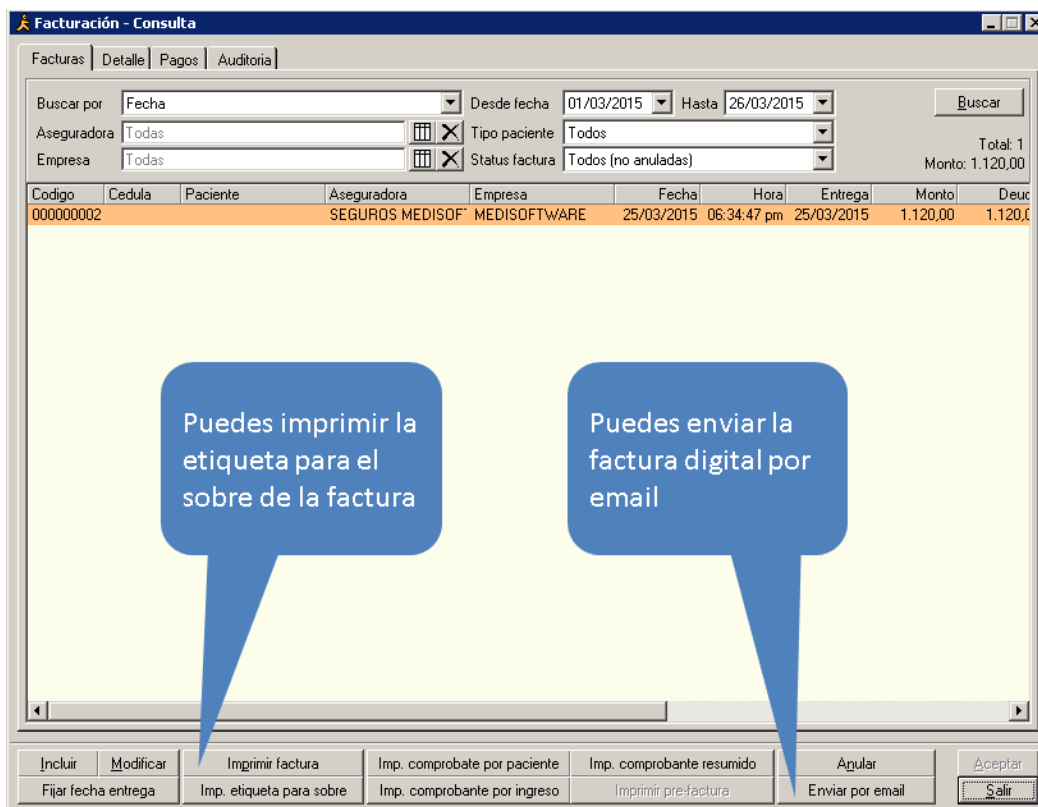 Facturación - Consulta
Facturas Detalle Pagos Auditoria
Buscar por Fecha Desde fecha 01/03/2015 Hasta 26/03/2015 Buscar
Aseguradora Todas Tipo paciente Todos
Total: 1
Empresa Todas Status factura Todos (no anuladas) Monto: 1.120,00
Codigo Cedula Paciente Aseguradora Empresa Fecha Hora Entrega Monto Deud
000000002 SEGUROS MEDISOF MEDISOFTWARE 25/03/2015 06:34:47 pm 25/03/2015 1.120,00 1.120,0
Puedes imprimir la
etiqueta para el
sobre de la factura
Puedes enviar la
factura digital por
email
Incluir Modificar Imprimir factura Imp. comprobate por paciente Imp. comprobante resumido Anular Aceptar
Fijar fecha entrega Imp. etiqueta para sobre Imp. comprobante por ingreso Imprimir pre-factura Enviar por email Salir